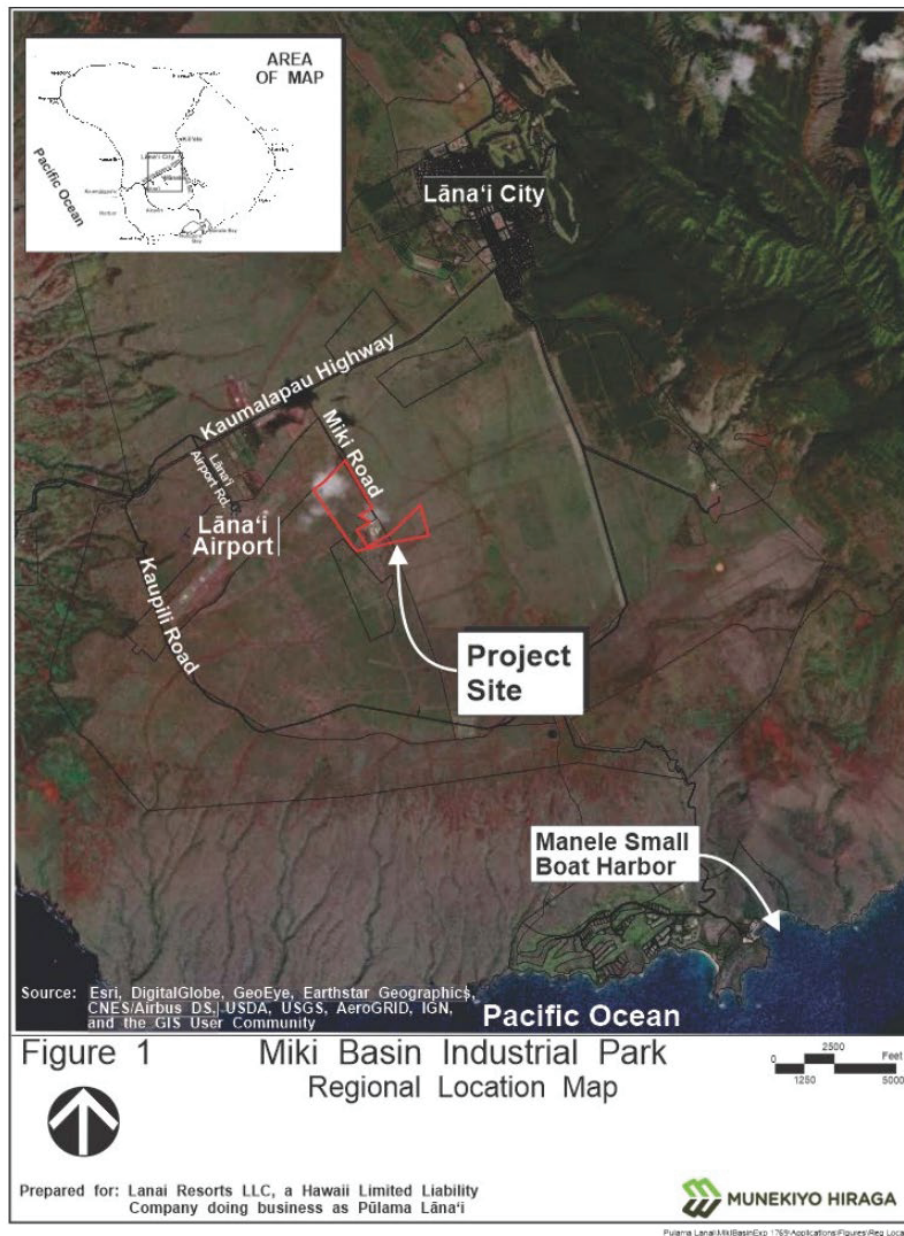 AREA
OF MAP
Lāna‘i City
Pacific Ocean
Lāna‘i City
Kaumalapau Highway
Miki Road
Lāna‘i
Airport Rd.
Lāna‘i
Airport
Kaupili Road
Project
Site
Manele Small
Boat Harbor
Source: Esri, DigitalGlobe, GeoEye, Earthstar Geographics,
CNES/Airbus DS, USDA, USGS, AeroGRID, IGN,
and the GIS User Community
Pacific Ocean
Figure 1
Miki Basin Industrial Park
Regional Location Map
2500
0 Feet
1250 5000
Prepared for: Lanai Resorts LLC, a Hawaii Limited Liability
Company doing business as Pūlama Lāna‘i
MUNEKIYO HIRAGA